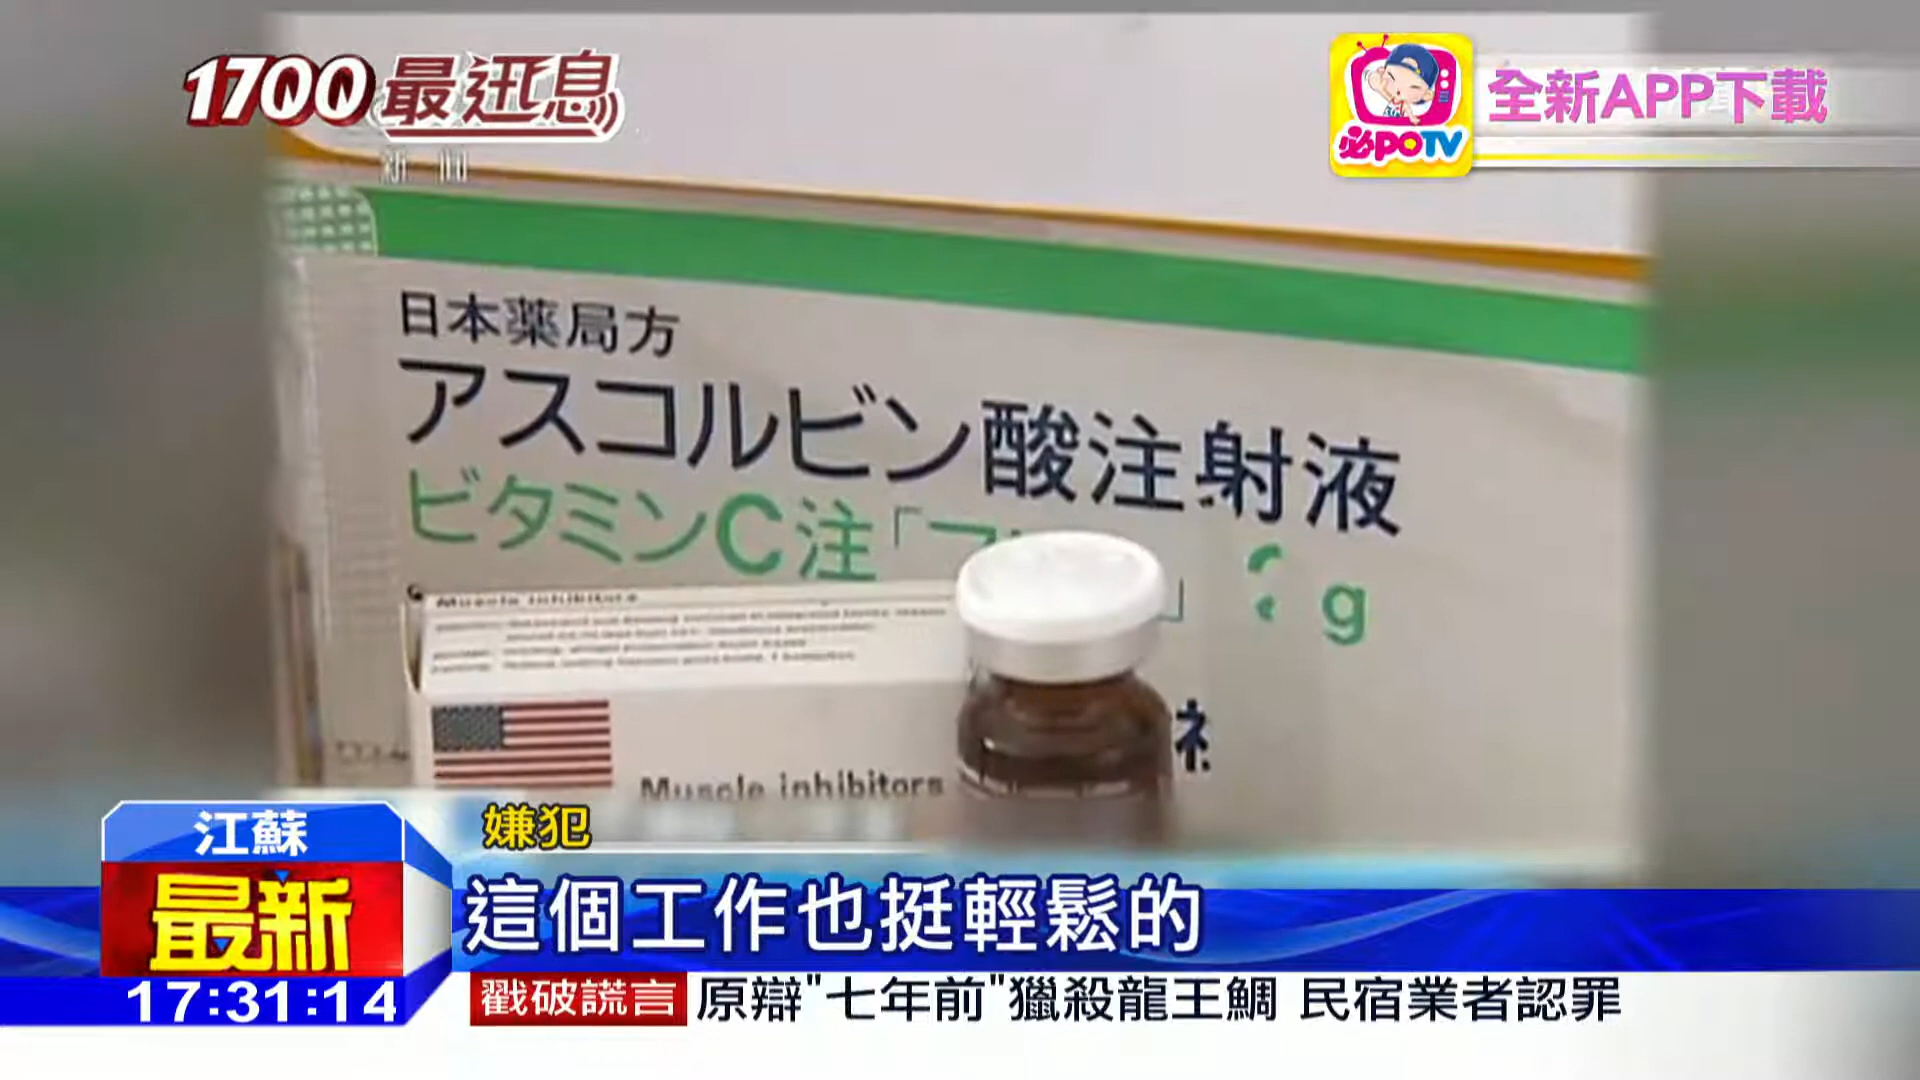 1700最迅息
必POTV
全新APP下載
日本薬局方
アスコルビン酸注射液
ビタミンC注「フ
」
g
Muscle inhibitors
Muscle inhibitors
江蘇
嫌犯
最新
這個工作也挺輕鬆的
17:31:14
戳破謊言 原辯"七年前"獵殺龍王鯛 民宿業者認罪